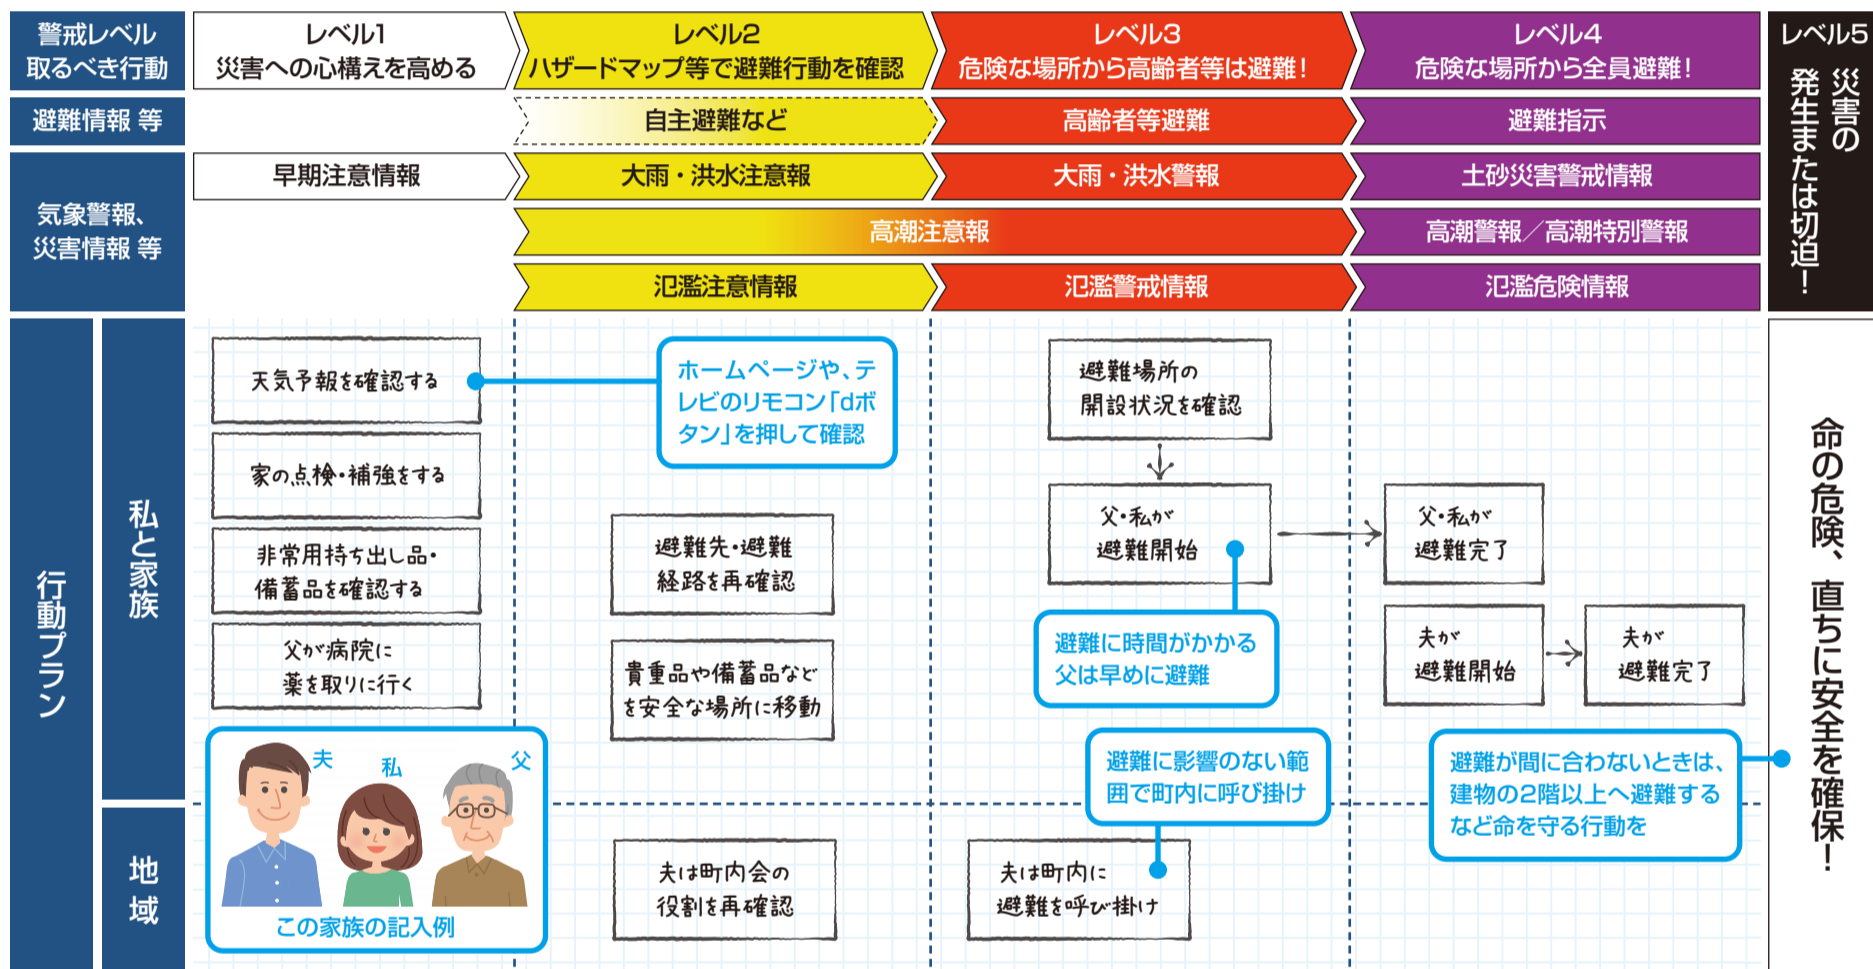 警戒レベル
取るべき行動
レベル1
災害への心構えを高める
レベル2
ハザードマップ等で避難行動を確認
レベル3
危険な場所から高齢者等は避難！
レベル4
危険な場所から全員避難！
レベル5
災害の
発生または切迫！
避難情報 等
自主避難など
高齢者等避難
避難指示
気象警報、
災害情報 等
早期注意情報
大雨・洪水注意報
大雨・洪水警報
土砂災害警戒情報
高潮注意報
高潮警報／高潮特別警報
氾濫注意情報
氾濫警戒情報
氾濫危険情報
行動プラン
私と家族
天気予報を確認する
家の点検・補強をする
非常用持ち出し品・
備蓄品を確認する
父が病院に
薬を取りに行く
ホームページや、テ
レビのリモコン「dボ
タン」を押して確認
避難先・避難
経路を再確認
貴重品や備蓄品など
を安全な場所に移動
避難場所の
開設状況を確認
父・私が
避難開始
避難に時間がかかる
父は早めに避難
父・私が
避難完了
夫が
避難開始
夫が
避難完了
避難に影響のない範
囲で町内に呼び掛け
避難が間に合わないときは、
建物の2階以上へ避難する
など命を守る行動を
命の危険、直ちに安全を確保！
夫
私
父
この家族の記入例
地域
夫は町内会の
役割を再確認
夫は町内に
避難を呼び掛け